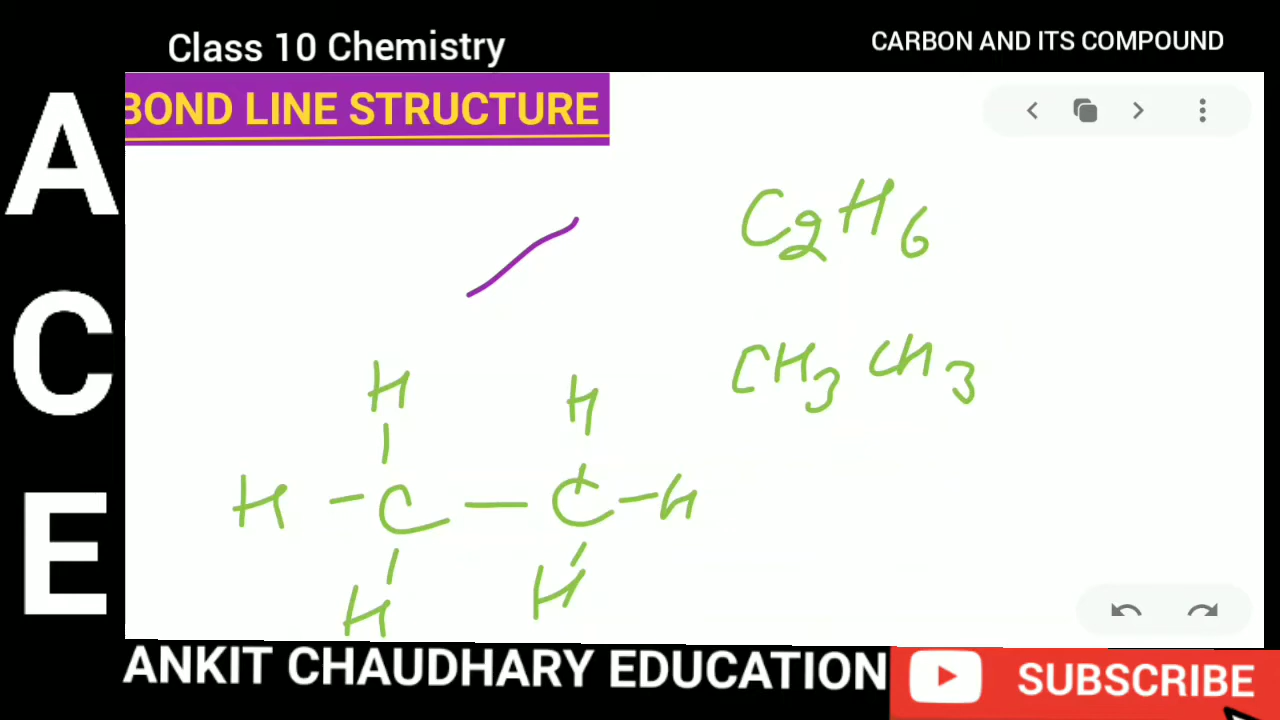 Class 10 Chemistry
CARBON AND ITS COMPOUND
A
C
E
BOND LINE STRUCTURE
C2H6
CH3 CH3
H H
H - C — C - H
H H
ANKIT CHAUDHARY EDUCATION
SUBSCRIBE